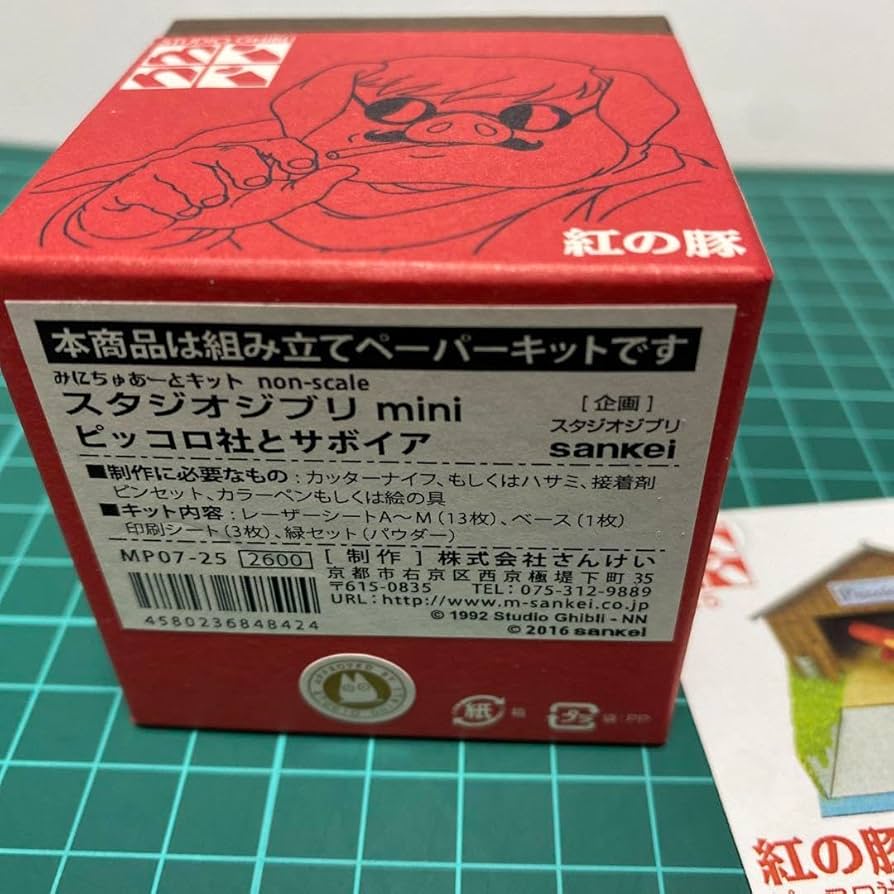 紅の豚
本商品は組み立てペーパーキットです
みにちゅあーとキット non-scale
スタジオジブリ mini
ピッコロ社とサボイア
[企画]
スタジオジブリ
sankei
■制作に必要なもの：カッターナイフ、もしくはハサミ、接着剤
ピンセット、カラーペンもしくは絵の具
■キット内容：レーザーシートA〜M（13枚）、ベース（1枚）
印刷シート（3枚）、緑セット（パウダー）
MP07-25 2600 [制作] 株式会社さんけい
京都市右京区西京極堤下町35
〒615-0835 TEL:075-312-9889
URL:http://www.m-sankei.co.jp
© 1992 Studio Ghibli - NN
© 2016 sankei
4580236848424
紙 箱
プラ 袋:PP
紅の豚